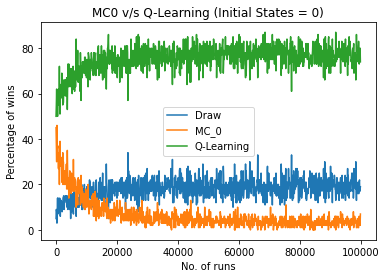 MC0 v/s Q-Learning (Initial States = 0)
Percentage of wins
80
60
40
20
0
Draw
MC_0
Q-Learning
0
20000
40000
60000
80000
100000
No. of runs